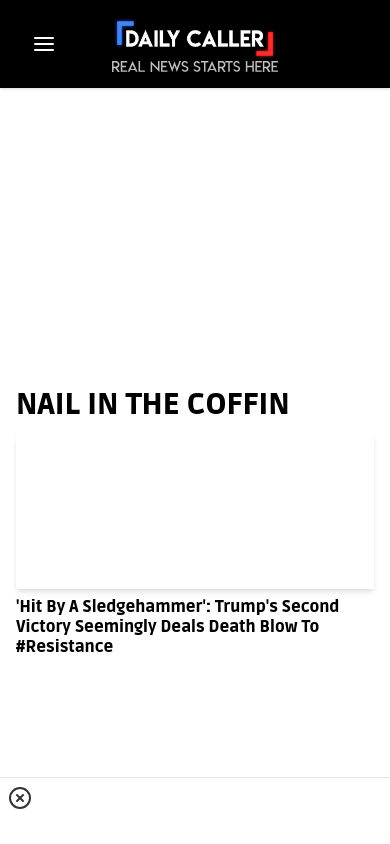 DAILY CALLER
REAL NEWS STARTS HERE
NAIL IN THE COFFIN
'Hit By A Sledgehammer': Trump's Second
Victory Seemingly Deals Death Blow To
#Resistance